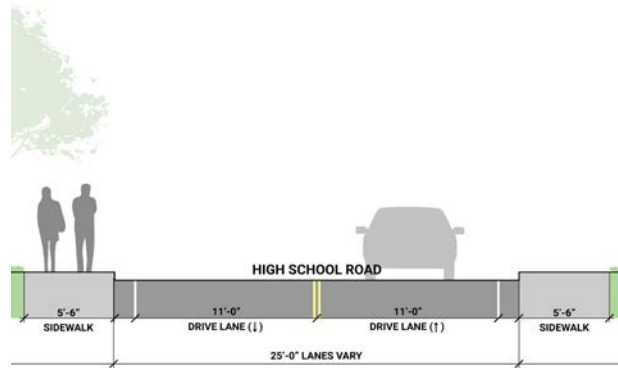 HIGH SCHOOL ROAD
5'-6" 11'-0" 11'-0" 5'-6"
SIDEWALK DRIVE LANE (↓) DRIVE LANE (↑) SIDEWALK
25'-0" LANES VARY